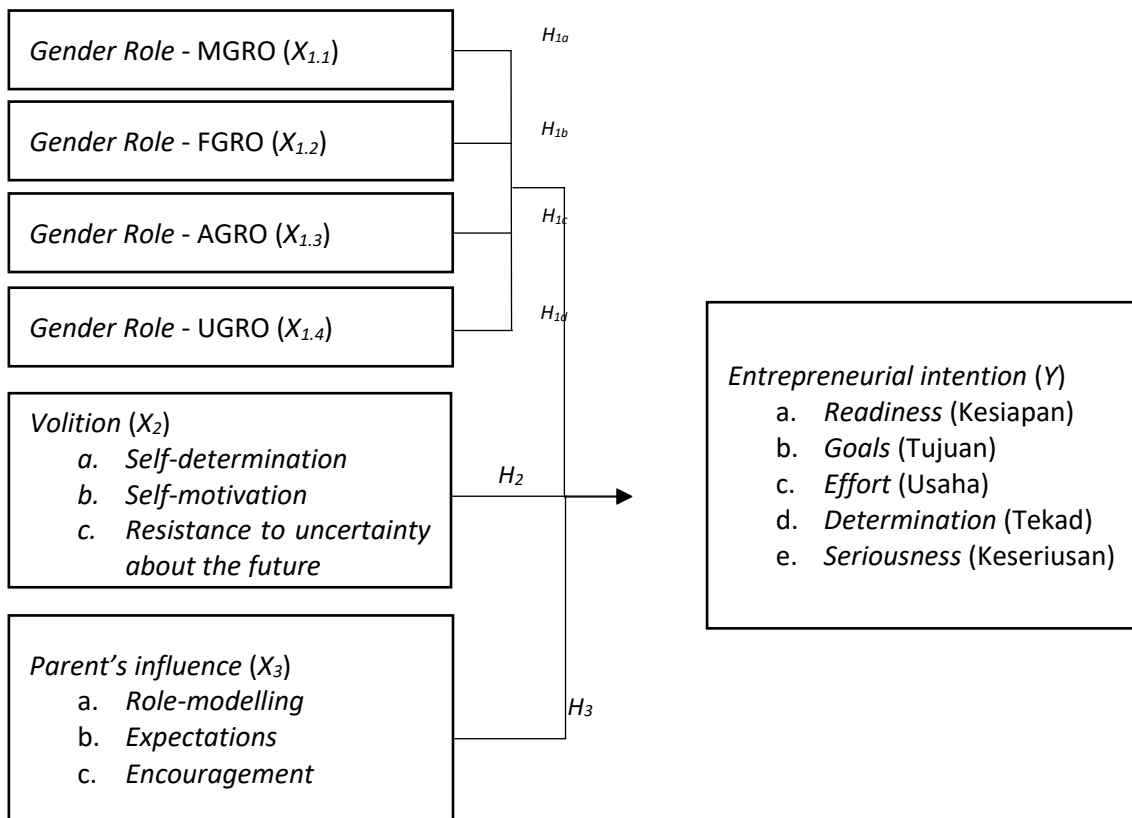 Gender Role - MGRO (X1.1)
H1a
Gender Role - FGRO (X1.2)
H1b
Gender Role - AGRO (X1.3)
H1c
Gender Role - UGRO (X1.4)
H1d
Volition (X2)
a. Self-determination
b. Self-motivation
c. Resistance to uncertainty
about the future
H2
Parent’s influence (X3)
a. Role-modelling
b. Expectations
c. Encouragement
H3
Entrepreneurial intention (Y)
a. Readiness (Kesiapan)
b. Goals (Tujuan)
c. Effort (Usaha)
d. Determination (Tekad)
e. Seriousness (Keseriusan)